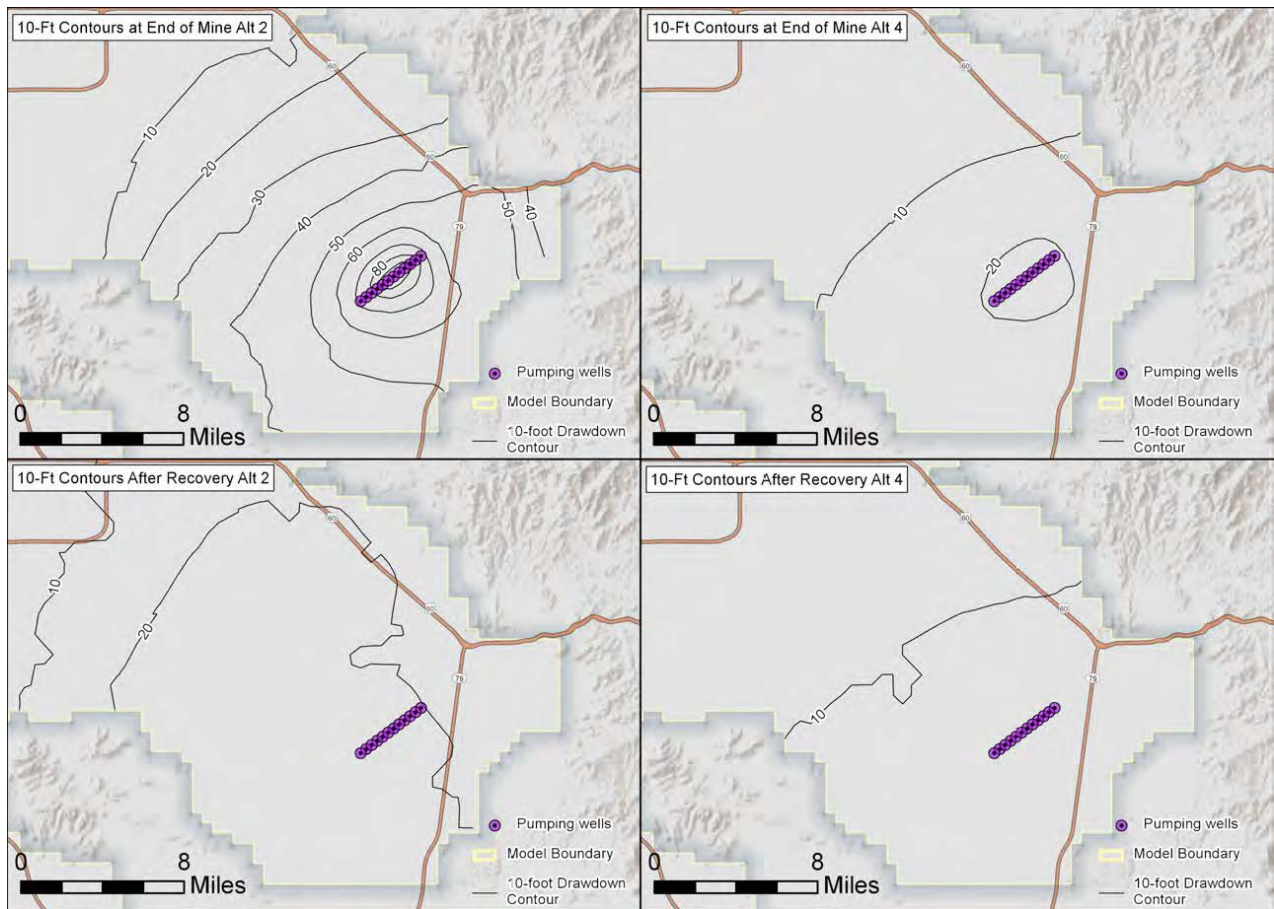 10-Ft Contours at End of Mine Alt 2
60
10
20
60
30
40
50
40
79
50
60
80
0 8
Miles
Pumping wells
Model Boundary
10-foot Drawdown
Contour
10-Ft Contours at End of Mine Alt 4
60
60
10
79
20
0 8
Miles
Pumping wells
Model Boundary
10-foot Drawdown
Contour
10-Ft Contours After Recovery Alt 2
60
10
60
20
79
0 8
Miles
Pumping wells
Model Boundary
10-foot Drawdown
Contour
10-Ft Contours After Recovery Alt 4
60
60
79
10
0 8
Miles
Pumping wells
Model Boundary
10-foot Drawdown
Contour